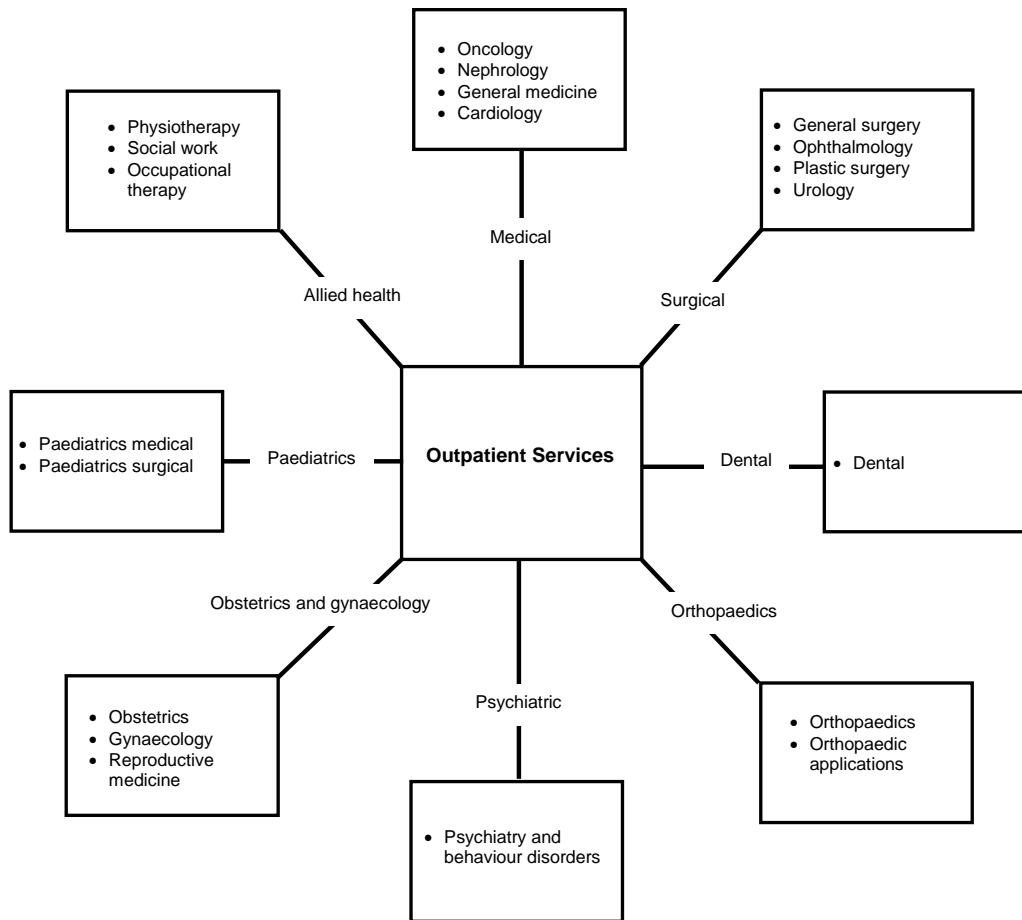 • Oncology
• Nephrology
• General medicine
• Cardiology
• Physiotherapy
• Social work
• Occupational
therapy
• General surgery
• Ophthalmology
• Plastic surgery
• Urology
Medical
Allied health
Surgical
• Paediatrics medical
• Paediatrics surgical
Paediatrics
Outpatient Services
Dental
• Dental
Obstetrics and gynaecology
Orthopaedics
• Obstetrics
• Gynaecology
• Reproductive
medicine
Psychiatric
• Orthopaedics
• Orthopaedic
applications
• Psychiatry and
behaviour disorders